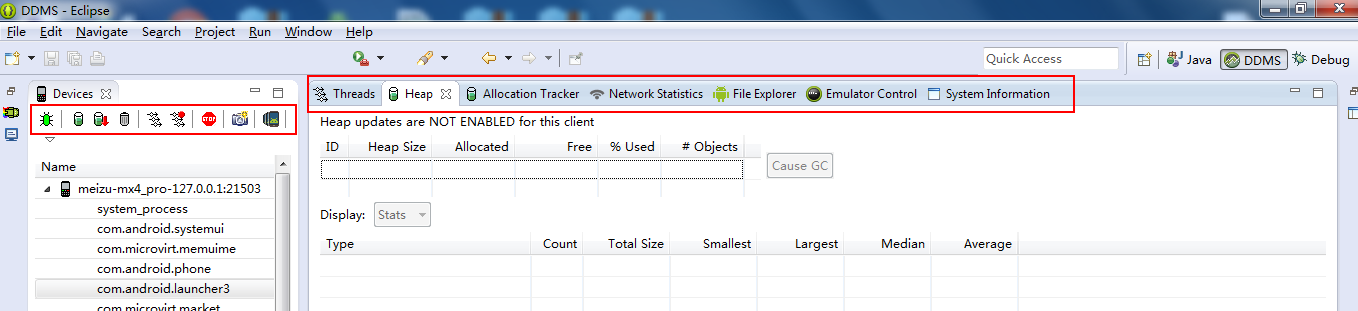 DDMS - Eclipse
File Edit Navigate Search Project Run Window Help
Quick Access
Java DDMS Debug
Devices
Threads Heap Allocation Tracker Network Statistics File Explorer Emulator Control System Information
STOP
Heap updates are NOT ENABLED for this client
ID Heap Size Allocated Free % Used # Objects
Cause GC
Name
meizu-mx4_pro-127.0.0.1:21503
system_process
com.android.systemui
com.microvirt.memuime
com.android.phone
com.android.launcher3
com.microvirt.market
Display: Stats
Type Count Total Size Smallest Largest Median Average